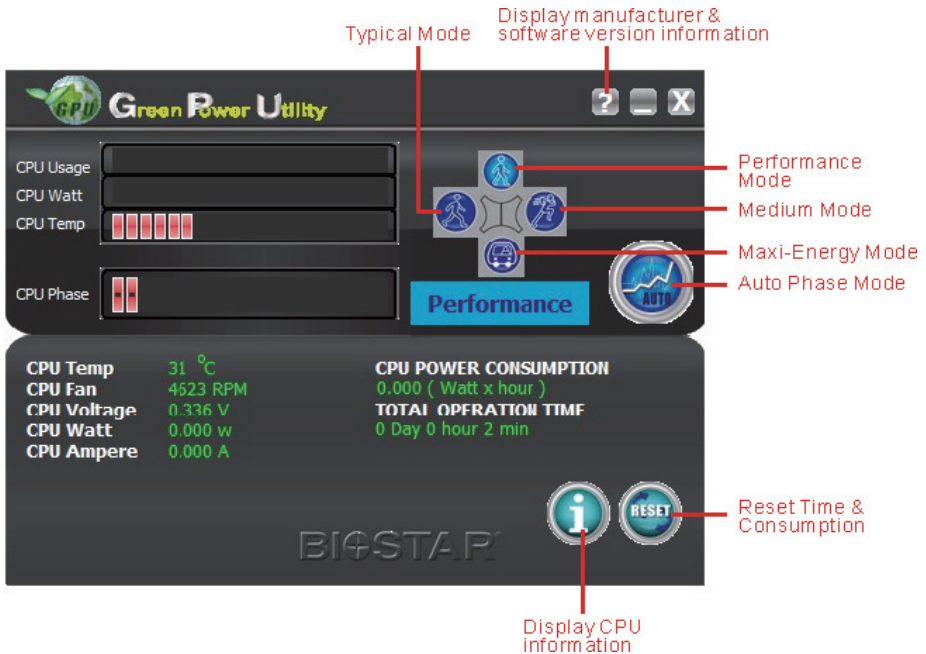 Display manufacturer &
software version information
Typical Mode
GPU
Green Power Utility
?
X
CPU Usage
CPU Watt
CPU Temp
CPU Phase
Performance
Mode
Medium Mode
Maxi-Energy Mode
Auto Phase Mode
AUTO
Performance
CPU Temp 31 °C
CPU Fan 4623 RPM
CPU Voltage 0.336 V
CPU Watt 0.000 w
CPU Ampere 0.000 A
CPU POWER CONSUMPTION
0.000 ( Watt x hour )
TOTAL OPERATION TIME
0 Day 0 hour 2 min
i
RESET
Reset Time &
Consumption
BIOSTAR
Display CPU
information